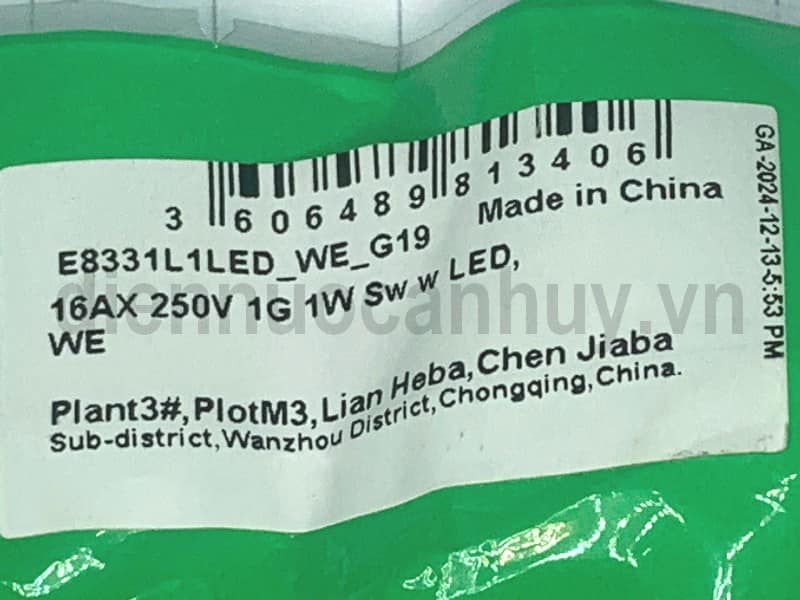 3 606489 813406
Made in China
E8331L1LED_WE_G19
16AX 250V 1G 1W Sw w LED,
WE
Plant3#,PlotM3,Lian Heba,Chen Jiaba
Sub-district,Wanzhou District,Chongqing,China.
GA-2024-12-13-5:53 PM
diennuocanhuy.vn